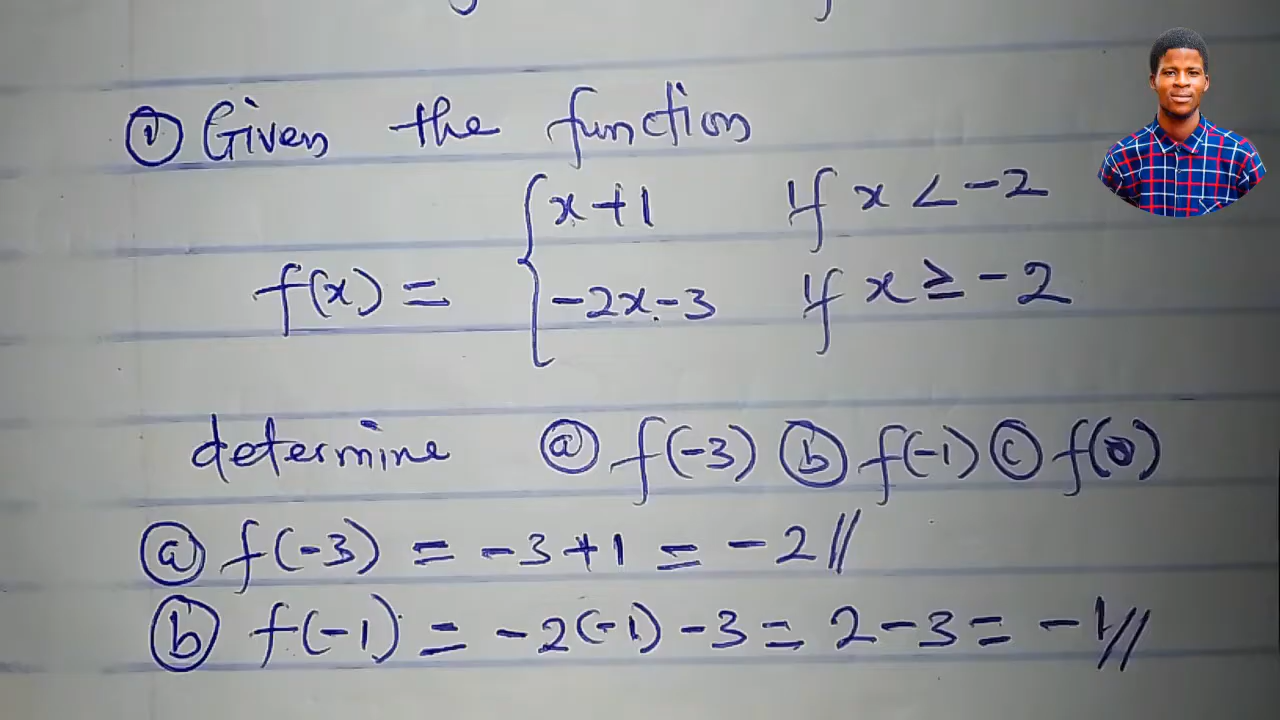 ① Given the function
x+1 If x < -2
f(x) = {
-2x-3 If x ≥ -2
determine ⓐ f(-3) ⓑ f(-1) ⓒ f(0)
ⓐ f(-3) = -3+1 = -2//
ⓑ f(-1) = -2(-1)-3 = 2-3 = -1//